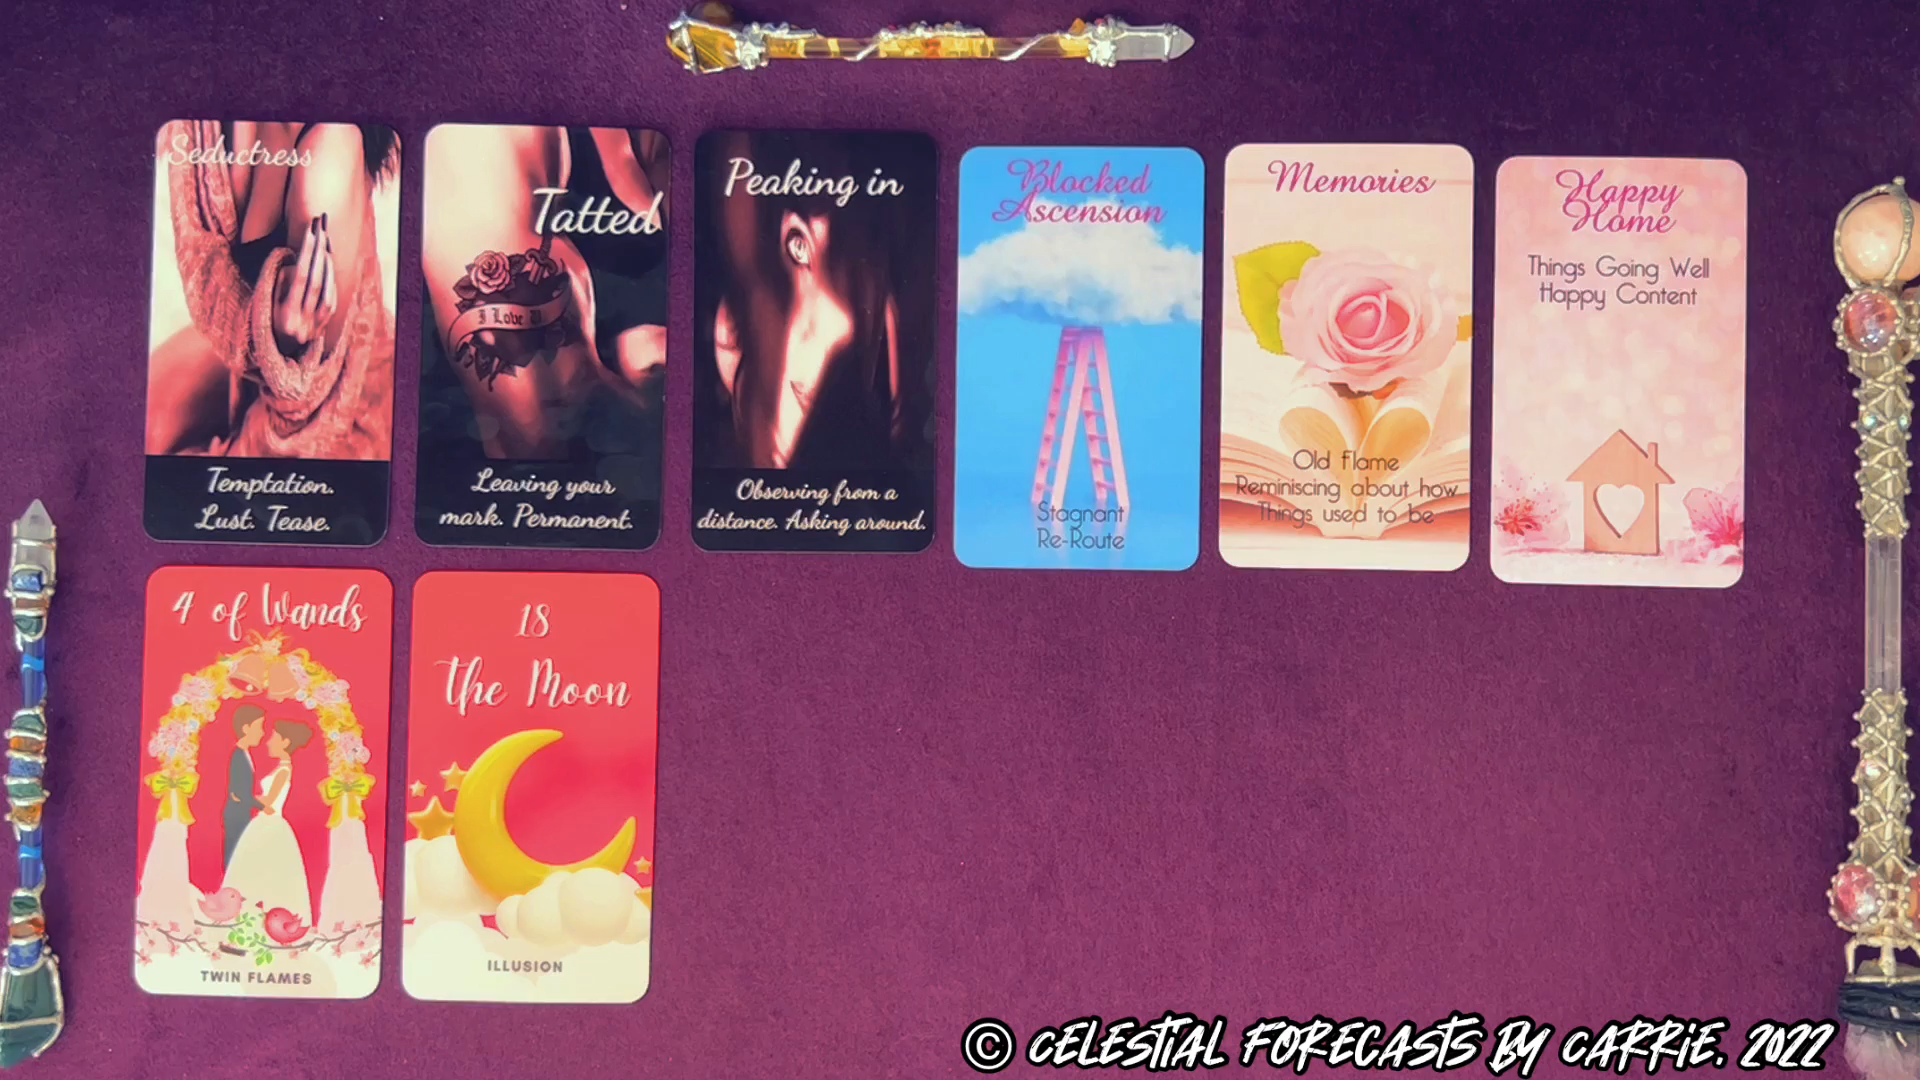 Seductress
Temptation.
Lust. Tease.
Tatted
I Love U
Leaving your
mark. Permanent.
Peaking in
Observing from a
distance. Asking around.
Blocked
Ascension
Stagnant
Re-Route
Memories
Old Flame
Reminiscing about how
Things used to be
Happy
Home
Things Going Well
Happy Content
4 of Wands
TWIN FLAMES
18
the Moon
ILLUSION
© CELESTIAL FORECASTS BY CARRIE. 2022